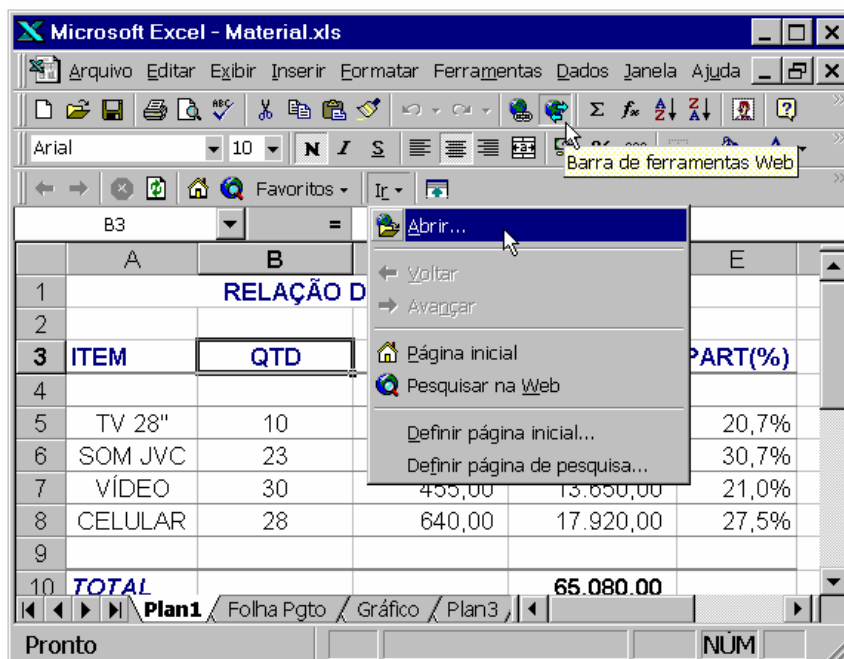 Microsoft Excel - Material.xls
Arquivo Editar Exibir Inserir Formatar Ferramentas Dados Janela Ajuda
Arial 10 N I S
Barra de ferramentas Web
Favoritos Ir
B3 =
Abrir...
Voltar
Avançar
Página inicial
Pesquisar na Web
Definir página inicial...
Definir página de pesquisa...
A B E
1 RELAÇÃO D
2
3 ITEM QTD PART(%)
4
5 TV 28" 10 20,7%
6 SOM JVC 23 30,7%
7 VÍDEO 30 455,00 13.650,00 21,0%
8 CELULAR 28 640,00 17.920,00 27,5%
9
10 TOTAL 65.080,00
Plan1 Folha Pgto Gráfico Plan3
Pronto NÚM